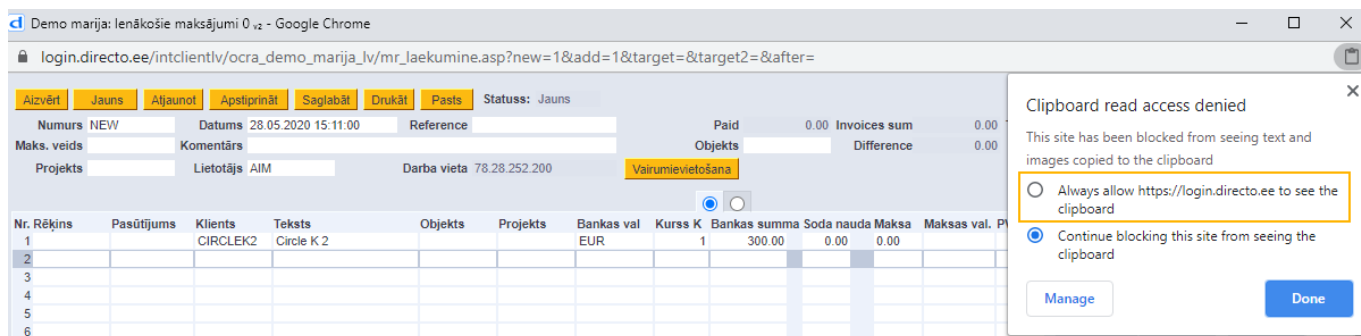 Demo marija: Ienākošie maksājumi 0 v2 - Google Chrome
login.directo.ee/intclientlv/ocra_demo_marija_lv/mr_laekumine.asp?new=1&add=1&target=&target2=&after=
Aizvērt Jauns Atjaunot Apstiprināt Saglabāt Drukāt Pasts Statuss: Jauns
Numurs NEW Datums 28.05.2020 15:11:00 Reference Paid 0.00 Invoices sum 0.00
Maks. veids Komentārs Objekts Difference 0.00
Projekts Lietotājs AIM Darba vieta 78.28.252.200 Vairumievietošana
Nr. Rēķins Pasūtījums Klients Teksts Objekts Projekts Bankas val Kurss K Bankas summa Soda nauda Maksa Maksas val.
1 CIRCLEK2 Circle K 2 EUR 1 300.00 0.00 0.00
2
3
4
5
6
Clipboard read access denied
This site has been blocked from seeing text and
images copied to the clipboard
Always allow https://login.directo.ee to see the
clipboard
Continue blocking this site from seeing the
clipboard
Manage Done